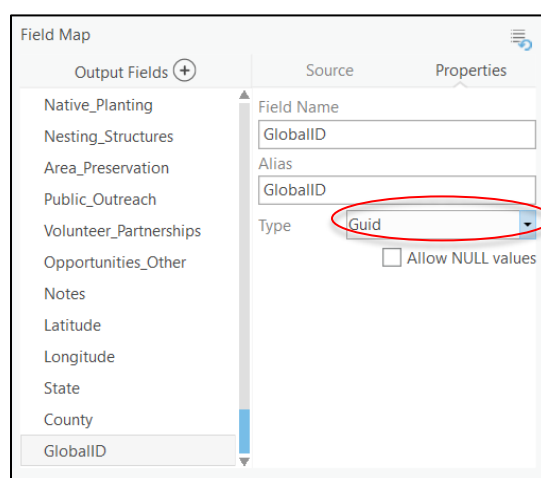 Field Map
Output Fields
Source
Properties
Native_Planting
Nesting_Structures
Area_Preservation
Public_Outreach
Volunteer_Partnerships
Opportunities_Other
Notes
Latitude
Longitude
State
County
GlobalID
Field Name
GlobalID
Alias
GlobalID
Type
Guid
Allow NULL values